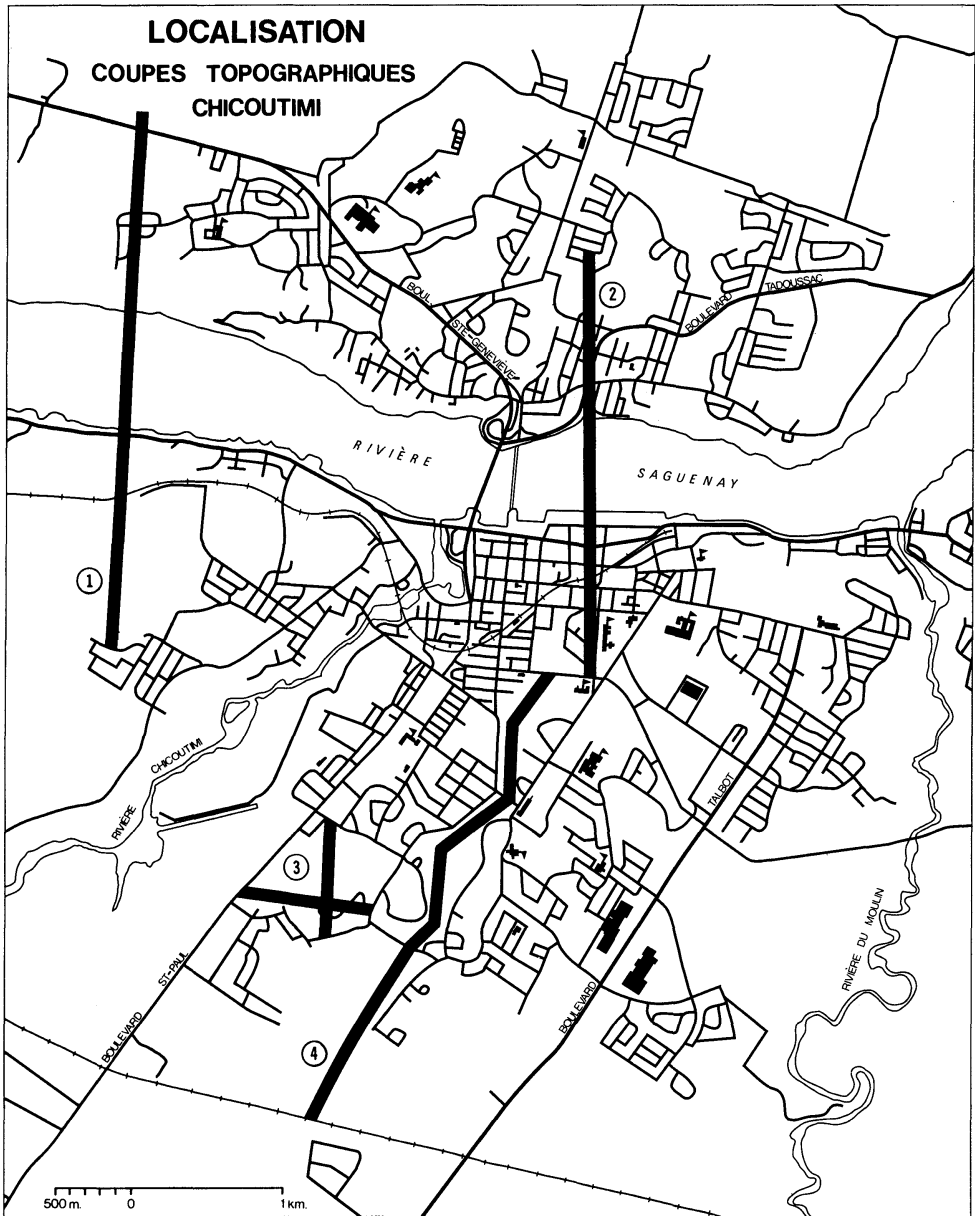 LOCALISATION
COUPES TOPOGRAPHIQUES
CHICOUTIMI
2
BOULEVARD TADOUSSAC
BOUL. STE-GENEVIÈVE
RIVIÈRE SAGUENAY
1
RIVIÈRE CHICOUTIMI
BOULEVARD TALBOT
3
RIVIÈRE DU MOULIN
BOULEVARD ST-PAUL
4
500 m. 0 1 km.